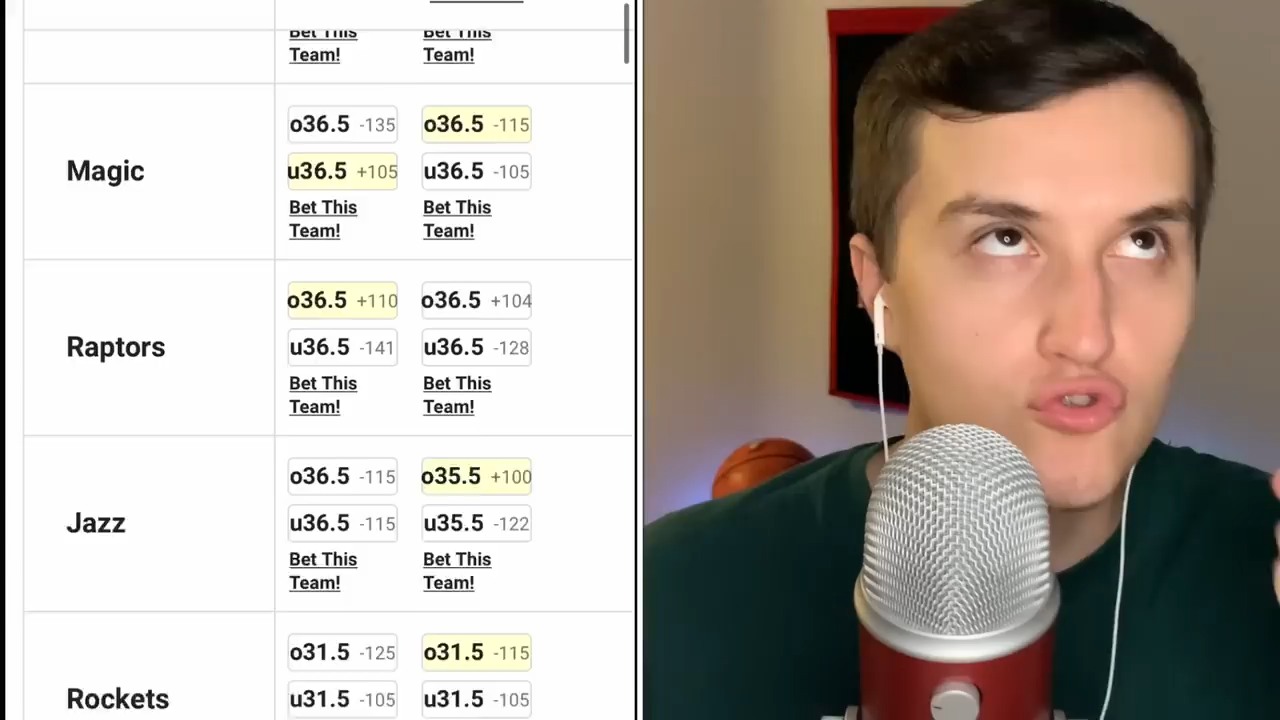 Bet This Bet This
Team! Team!
Magic
o36.5 -135 o36.5 -115
u36.5 +105 u36.5 -105
Bet This Bet This
Team! Team!
Raptors
o36.5 +110 o36.5 +104
u36.5 -141 u36.5 -128
Bet This Bet This
Team! Team!
Jazz
o36.5 -115 o35.5 +100
u36.5 -115 u35.5 -122
Bet This Bet This
Team! Team!
Rockets
o31.5 -125 o31.5 -115
u31.5 -105 u31.5 -105